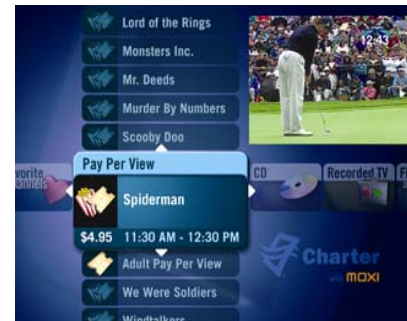 Lord of the Rings
Monsters Inc.
Mr. Deeds
Murder By Numbers
Scooby Doo
12:43
Pay Per View
Spiderman
$4.95 11:30 AM - 12:30 PM
CD
Recorded TV
Adult Pay Per View
We Were Soldiers
Windtalkers
Charter
MOXI